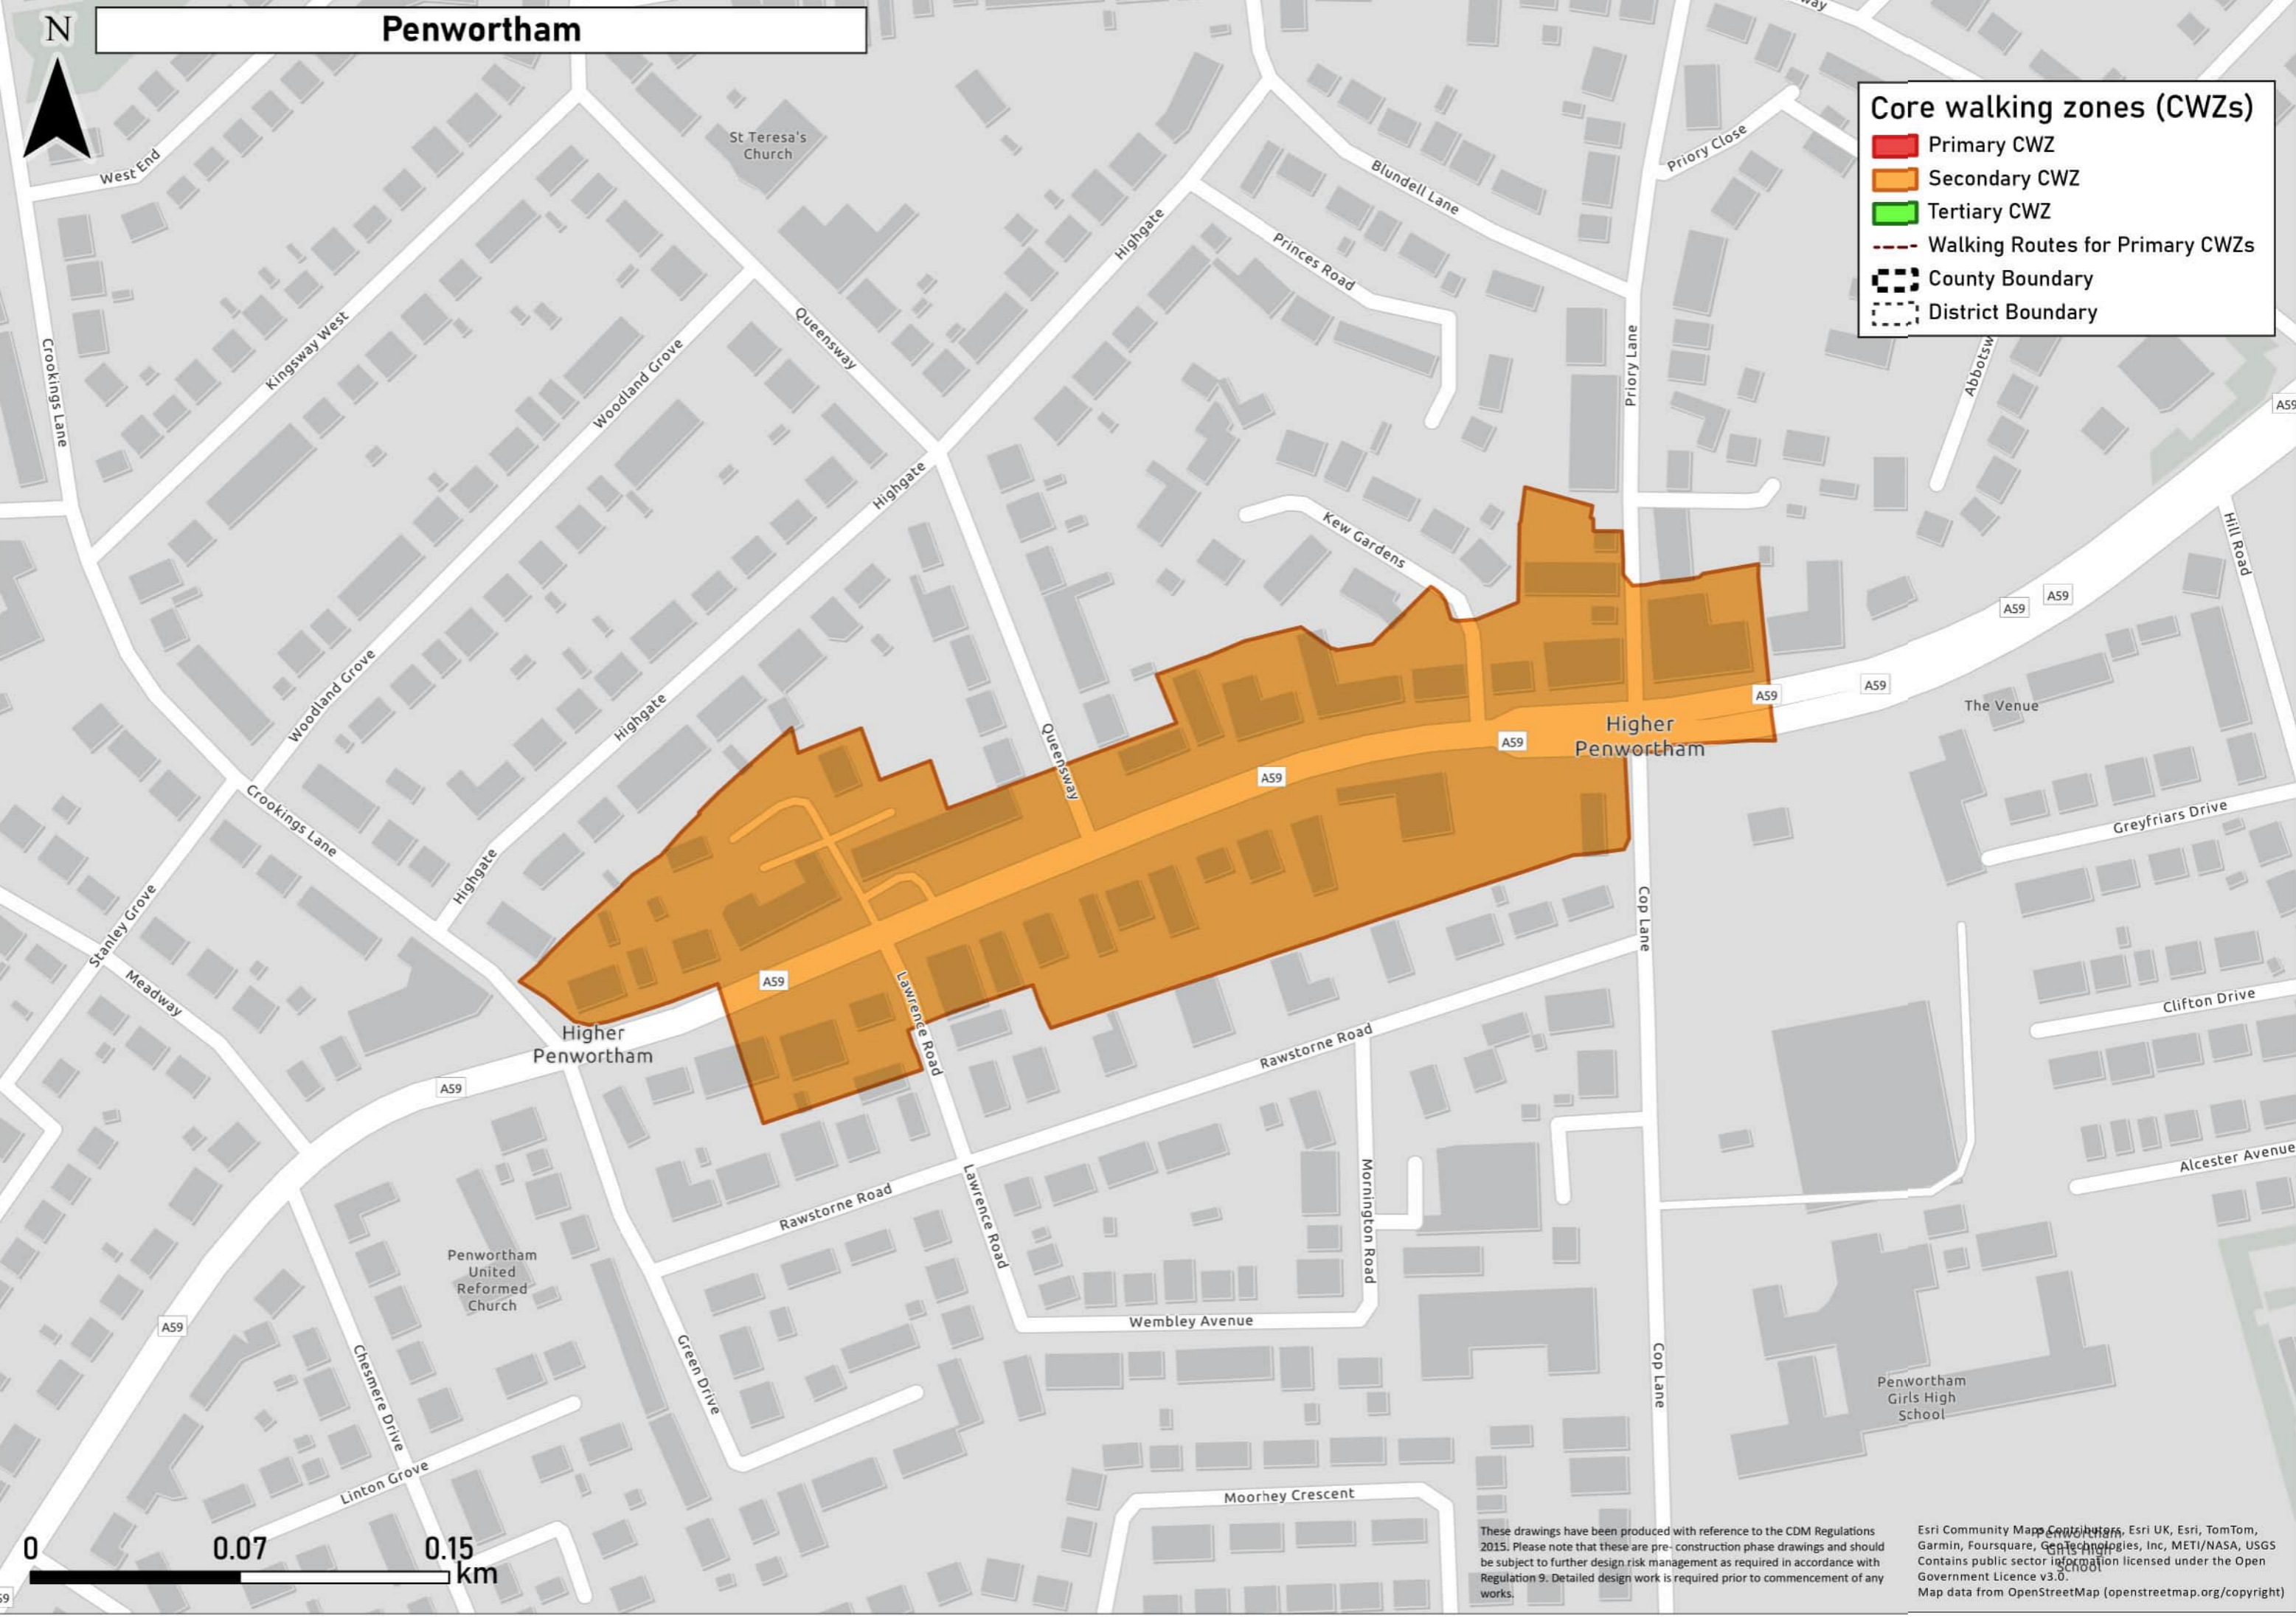 N
Penwortham
Core walking zones (CWZs)
Primary CWZ
Secondary CWZ
Tertiary CWZ
Walking Routes for Primary CWZs
County Boundary
District Boundary
West End
St Teresa's
Church
Blundell Lane
Priory Close
Highgate
Princes Road
Kingsway West
Crookings Lane
Woodland Grove
Queensway
Priory Lane
A59
Highgate
Kew Gardens
Hill Road
A59
A59
Woodland Grove
Highgate
Queensway
A59
A59
The Venue
Higher
Penwortham
A59
A59
Crookings Lane
Highgate
Greyfriars Drive
Stanley Grove
Meadway
Cop Lane
A59
Lawrence Road
Clifton Drive
Higher
Penwortham
Rawstorne Road
A59
Alcester Avenue
Rawstorne Road
Lawrence Road
Mornington Road
Penwortham
United
Reformed
Church
A59
Wembley Avenue
Green Drive
Chesmere Drive
Cop Lane
Penwortham
Girls High
School
Linton Grove
Moorhey Crescent
0
0.07
0.15
km
These drawings have been produced with reference to the CDM Regulations
2015. Please note that these are pre- construction phase drawings and should
be subject to further design risk management as required in accordance with
Regulation 9. Detailed design work is required prior to commencement of any
works.
Penwortham
Girls High
School
Esri Community Maps Contributors, Esri UK, Esri, TomTom,
Garmin, Foursquare, GeoTechnologies, Inc, METI/NASA, USGS
Contains public sector information licensed under the Open
Government Licence v3.0.
Map data from OpenStreetMap (openstreetmap.org/copyright)